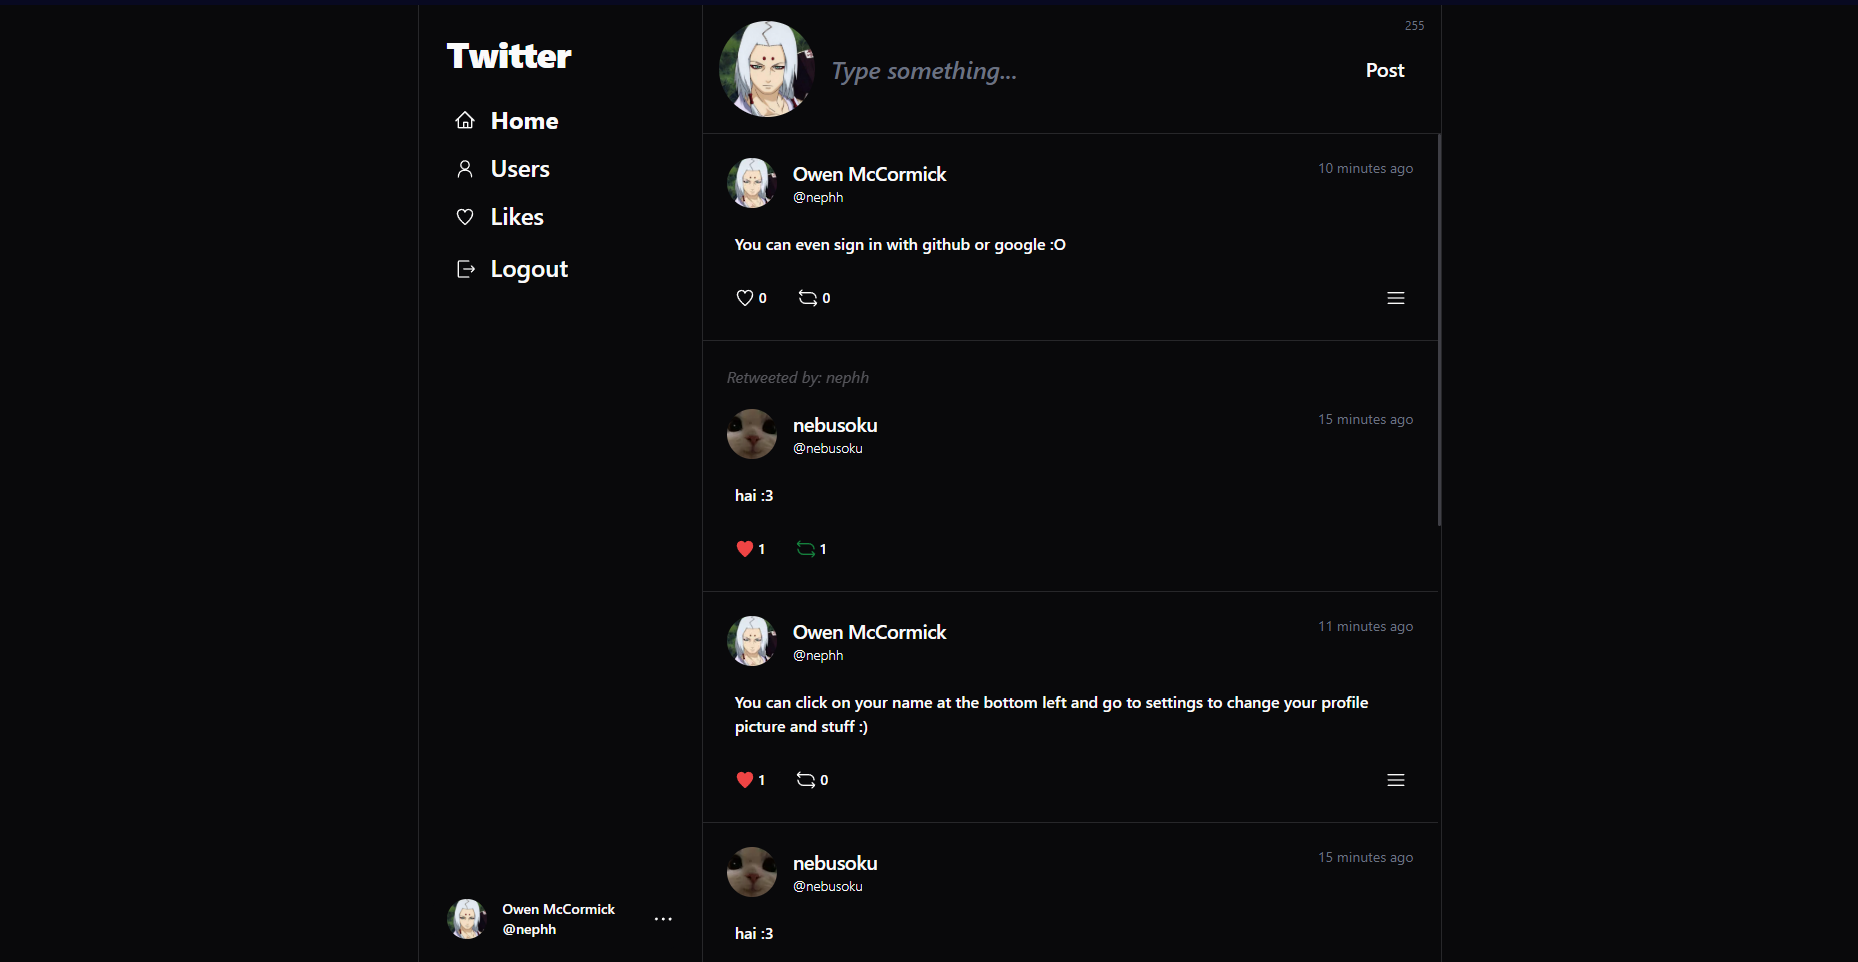 Twitter
Home
Users
Likes
Logout
Owen McCormick
@nephh
255
Type something...
Post
Owen McCormick
@nephh
10 minutes ago
You can even sign in with github or google :O
0 0
Retweeted by: nephh
nebusoku
@nebusoku
15 minutes ago
hai :3
1 1
Owen McCormick
@nephh
11 minutes ago
You can click on your name at the bottom left and go to settings to change your profile
picture and stuff :)
1 0
nebusoku
@nebusoku
15 minutes ago
hai :3